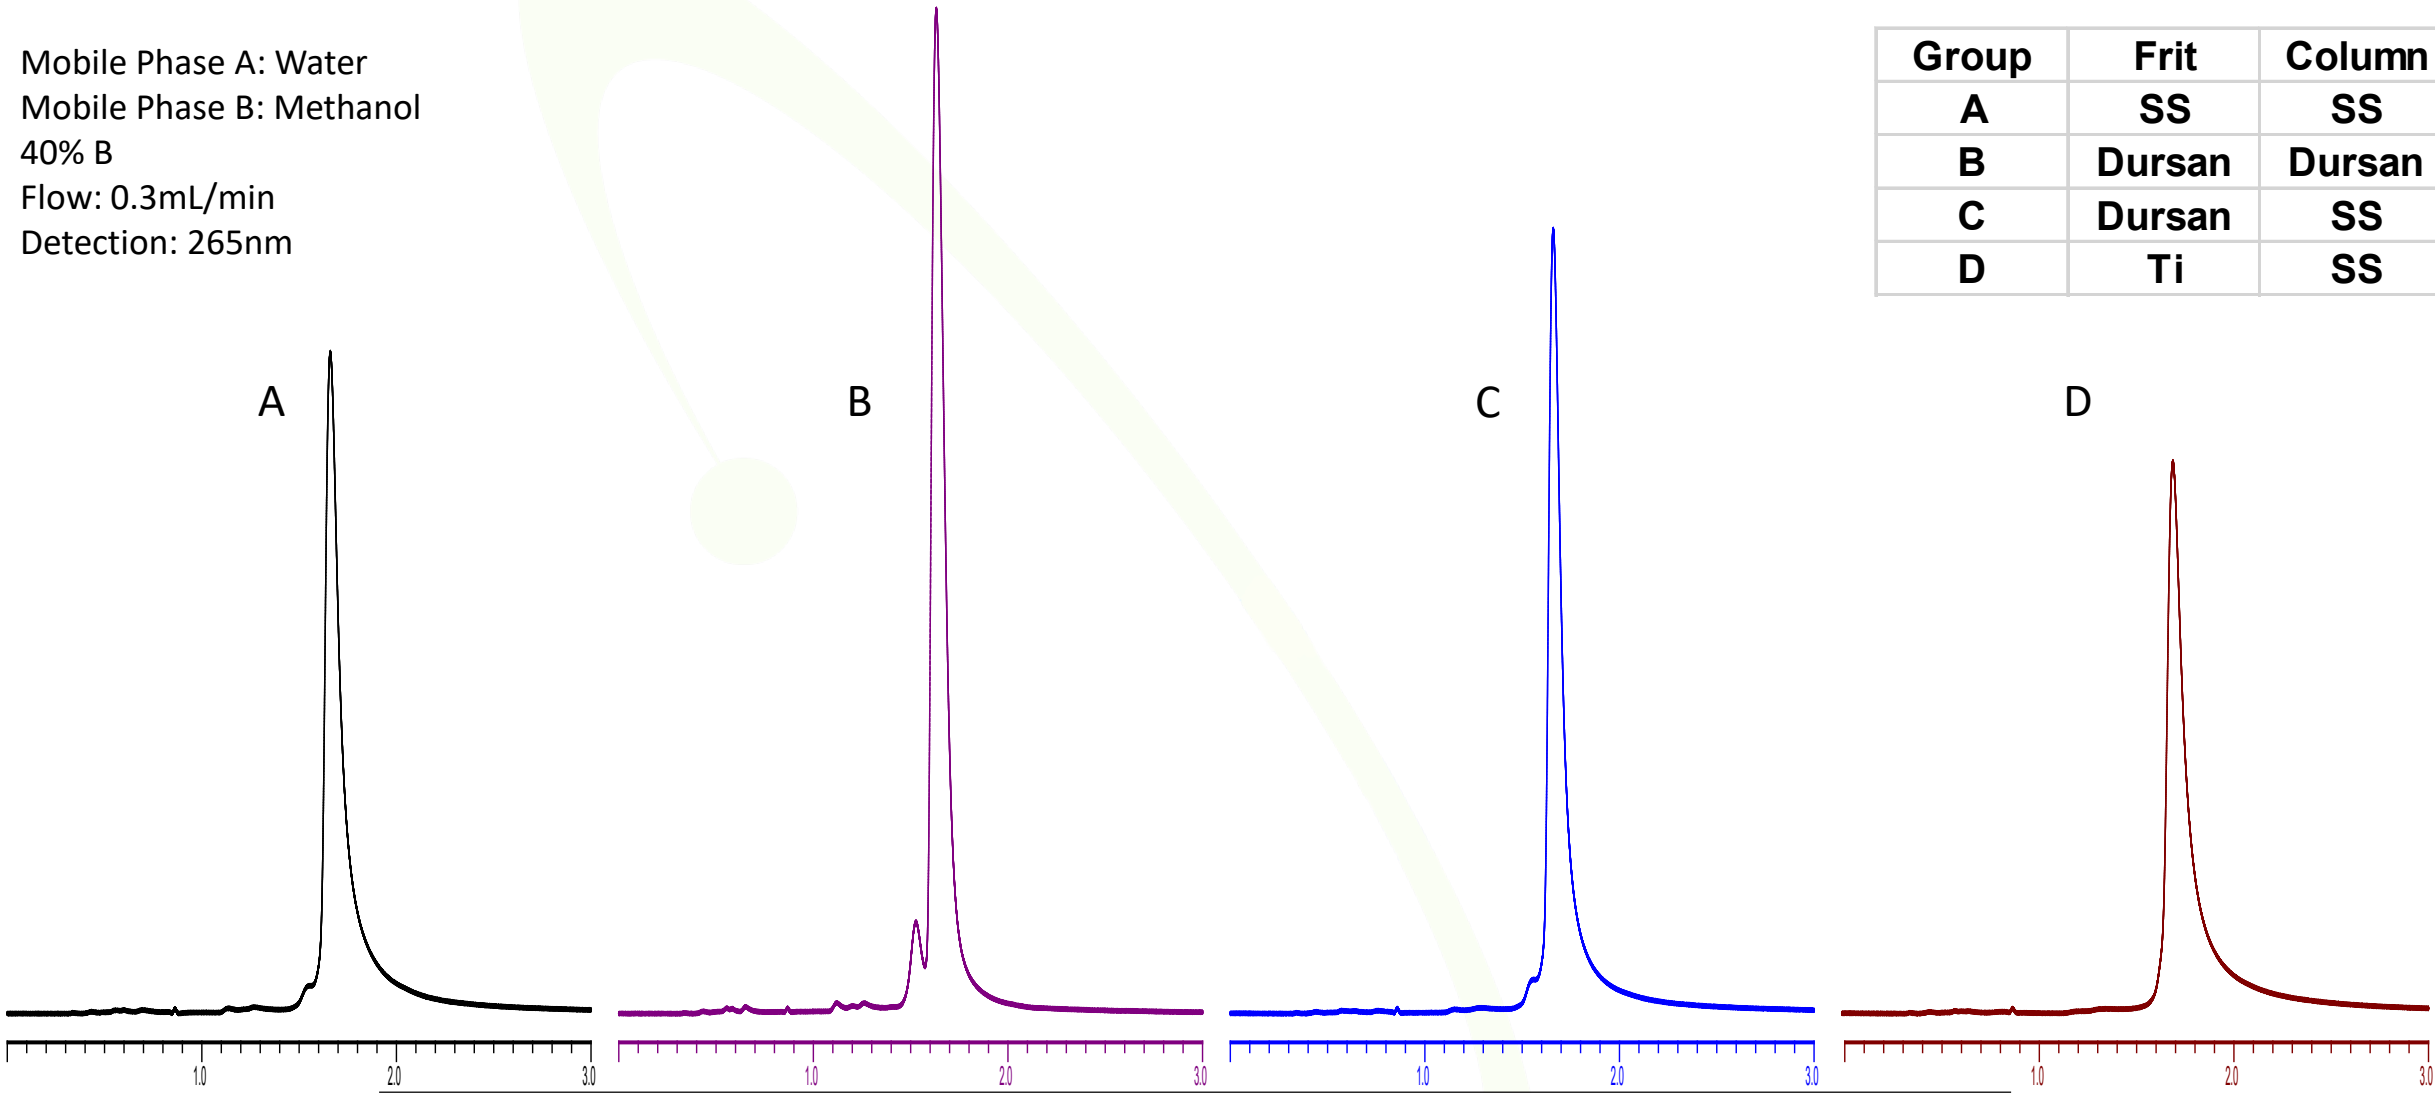 Mobile Phase A: Water
Mobile Phase B: Methanol
40% B
Flow: 0.3mL/min
Detection: 265nm
Group Frit Column
A SS SS
B Dursan Dursan
C Dursan SS
D Ti SS
A
B
C
D
1.0 2.0 3.0
1.0 2.0 3.0
1.0 2.0 3.0
1.0 2.0 3.0